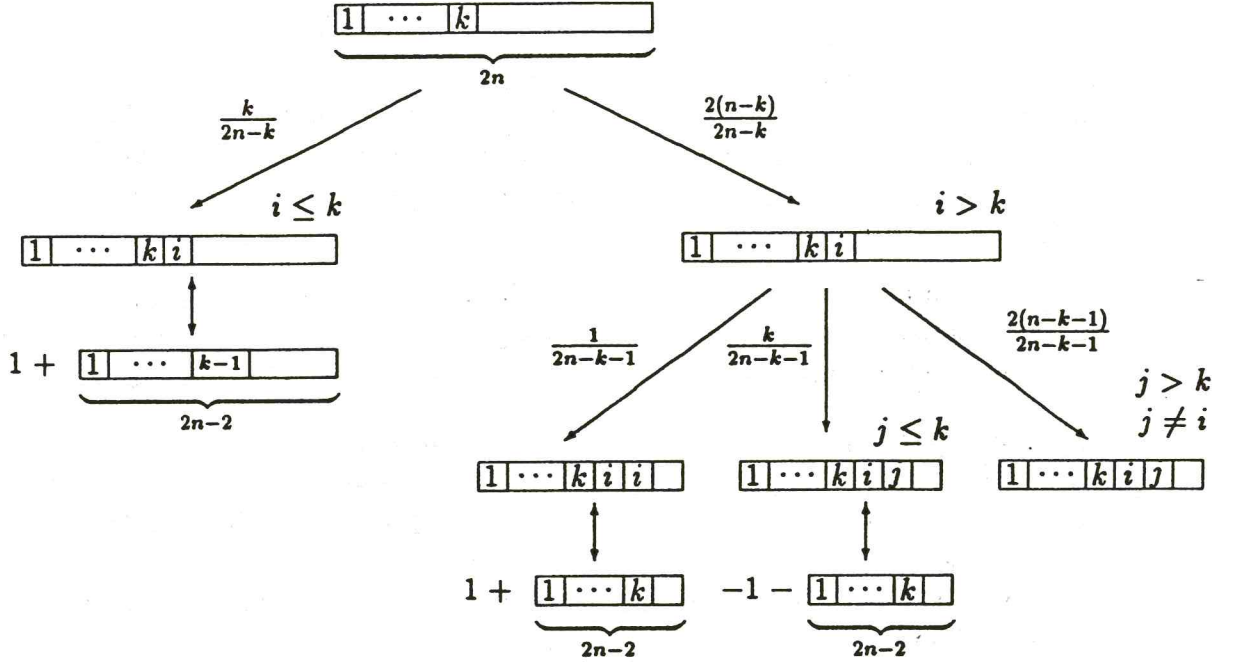 1 ··· k
2n
k/(2n−k) 2(n−k)/(2n−k)
i ≤ k i > k
1 ··· k i 1 ··· k i
1/(2n−k−1) k/(2n−k−1) 2(n−k−1)/(2n−k−1)
1 + 1 ··· k−1
2n−2
j > k
j ≤ k j ≠ i
1 ··· k i i 1 ··· k i j 1 ··· k i j
1 + 1 ··· k −1 − 1 ··· k
2n−2 2n−2